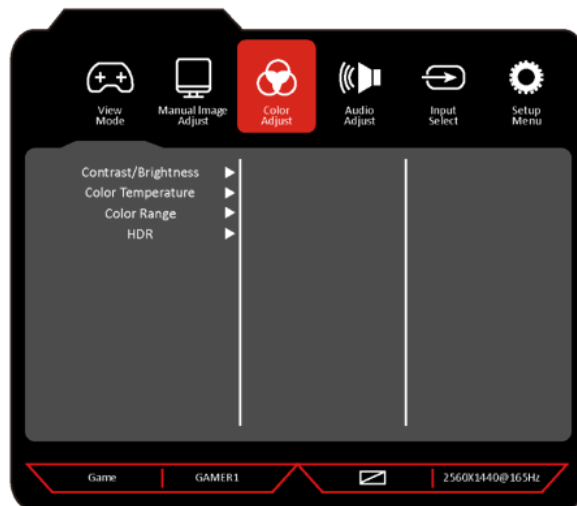 View Mode
Manual Image Adjust
Color Adjust
Audio Adjust
Input Select
Setup Menu
Contrast/Brightness
Color Temperature
Color Range
HDR
Game
GAMER1
2560X1440@165Hz